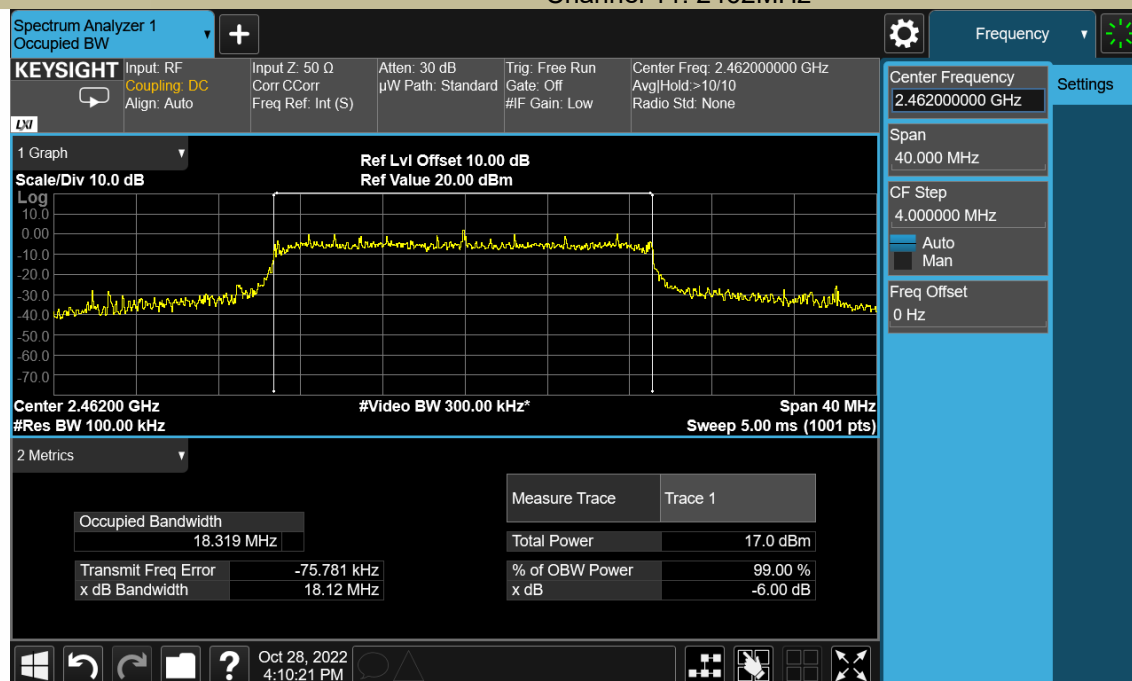 Channel 11: 2462MHz
Spectrum Analyzer 1
Occupied BW
+
Frequency
KEYSIGHT
LXI
Input: RF
Coupling: DC
Align: Auto
Input Z: 50 Ω
Corr CCorr
Freq Ref: Int (S)
Atten: 30 dB
µW Path: Standard
Trig: Free Run
Gate: Off
#IF Gain: Low
Center Freq: 2.462000000 GHz
Avg|Hold:>10/10
Radio Std: None
Center Frequency
2.462000000 GHz
Settings
Span
40.000 MHz
CF Step
4.000000 MHz
Auto
Man
Freq Offset
0 Hz
1 Graph
Scale/Div 10.0 dB
Ref Lvl Offset 10.00 dB
Ref Value 20.00 dBm
Log
10.0
0.00
-10.0
-20.0
-30.0
-40.0
-50.0
-60.0
-70.0
Center 2.46200 GHz
#Res BW 100.00 kHz
#Video BW 300.00 kHz*
Span 40 MHz
Sweep 5.00 ms (1001 pts)
2 Metrics
Measure Trace Trace 1
Occupied Bandwidth
18.319 MHz
Total Power 17.0 dBm
Transmit Freq Error -75.781 kHz
% of OBW Power 99.00 %
x dB Bandwidth 18.12 MHz
x dB -6.00 dB
?
Oct 28, 2022
4:10:21 PM